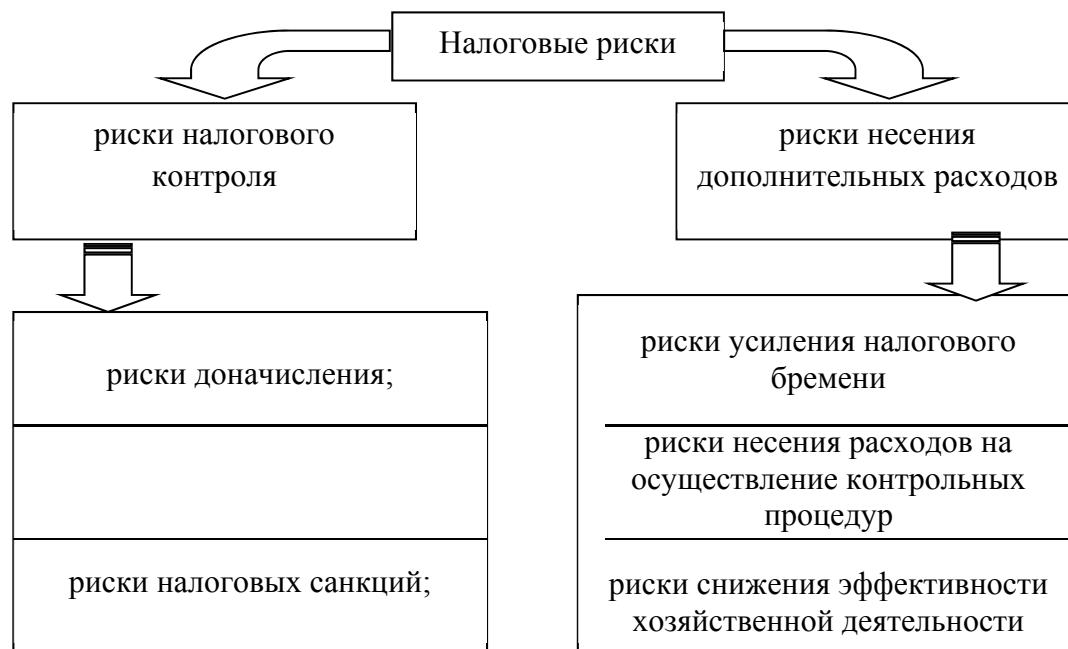 Налоговые риски
риски налогового
контроля
риски несения
дополнительных расходов
риски доначисления;
риски налоговых санкций;
риски усиления налогового
бремени
риски несения расходов на
осуществление контрольных
процедур
риски снижения эффективности
хозяйственной деятельности